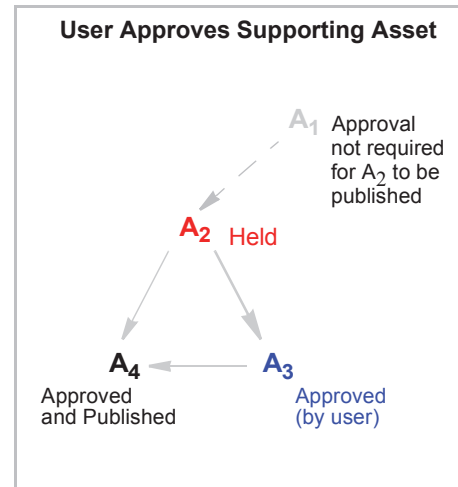 User Approves Supporting Asset
A1 Approval
not required
for A2 to be
published
A2 Held
A4
Approved
and Published
A3
Approved
(by user)